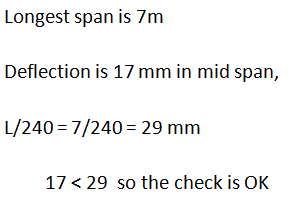 Longest span is 7m
Deflection is 17 mm in mid span,
L/240 = 7/240 = 29 mm
17 < 29 so the check is OK